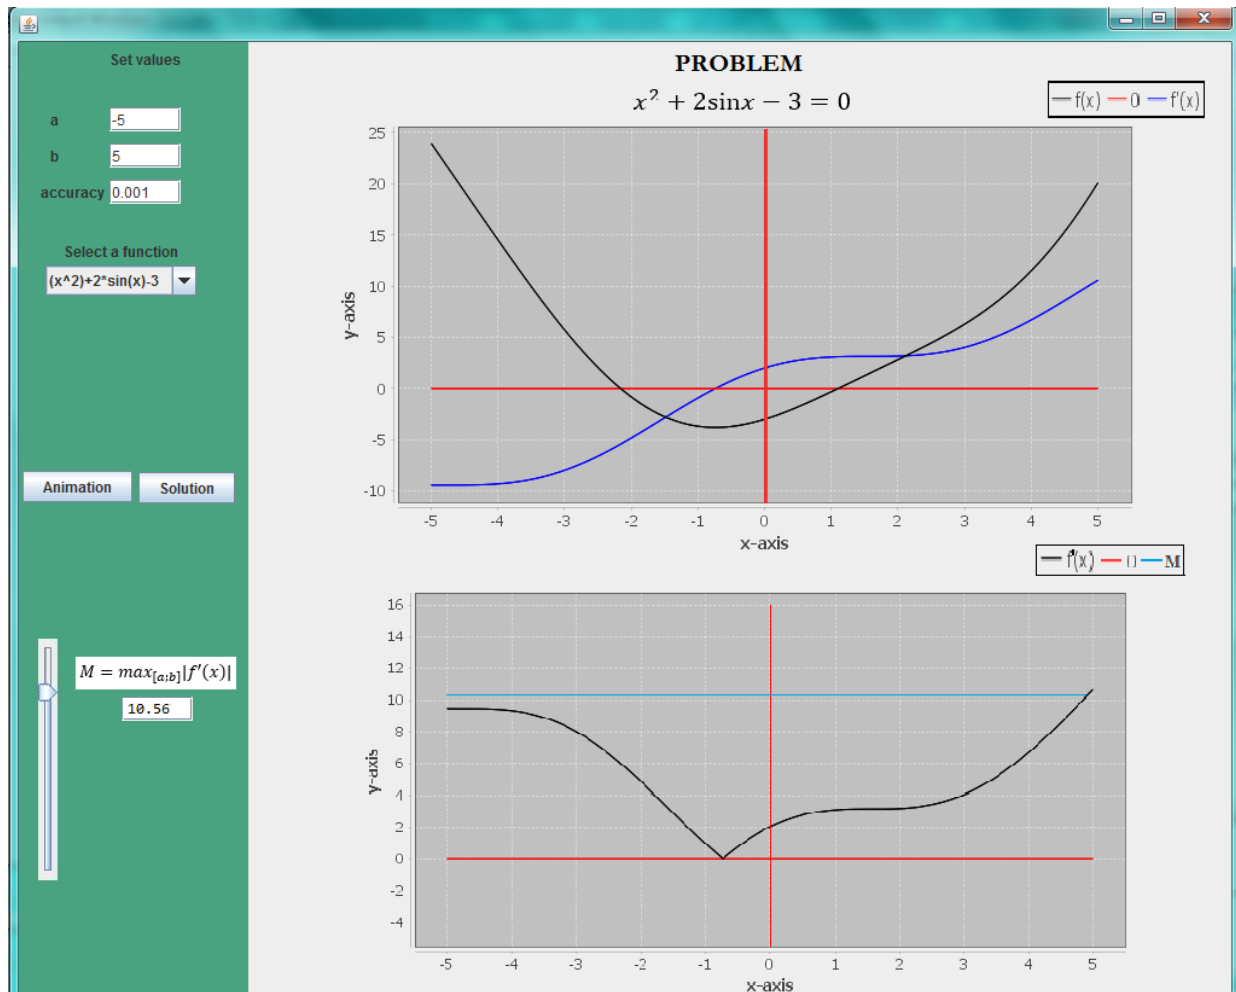 Set values
a -5
b 5
accuracy 0.001
Select a function
(x^2)+2*sin(x)-3
Animation Solution
M = max[a;b]|f'(x)|
10.56
PROBLEM
x² + 2sinx − 3 = 0
f(x) 0 f'(x)
25
20
15
10
5
0
-5
-10
y-axis
-5 -4 -3 -2 -1 0 1 2 3 4 5
x-axis
f'(x) 0 M
16
14
12
10
8
6
4
2
0
-2
-4
y-axis
-5 -4 -3 -2 -1 0 1 2 3 4 5
x-axis